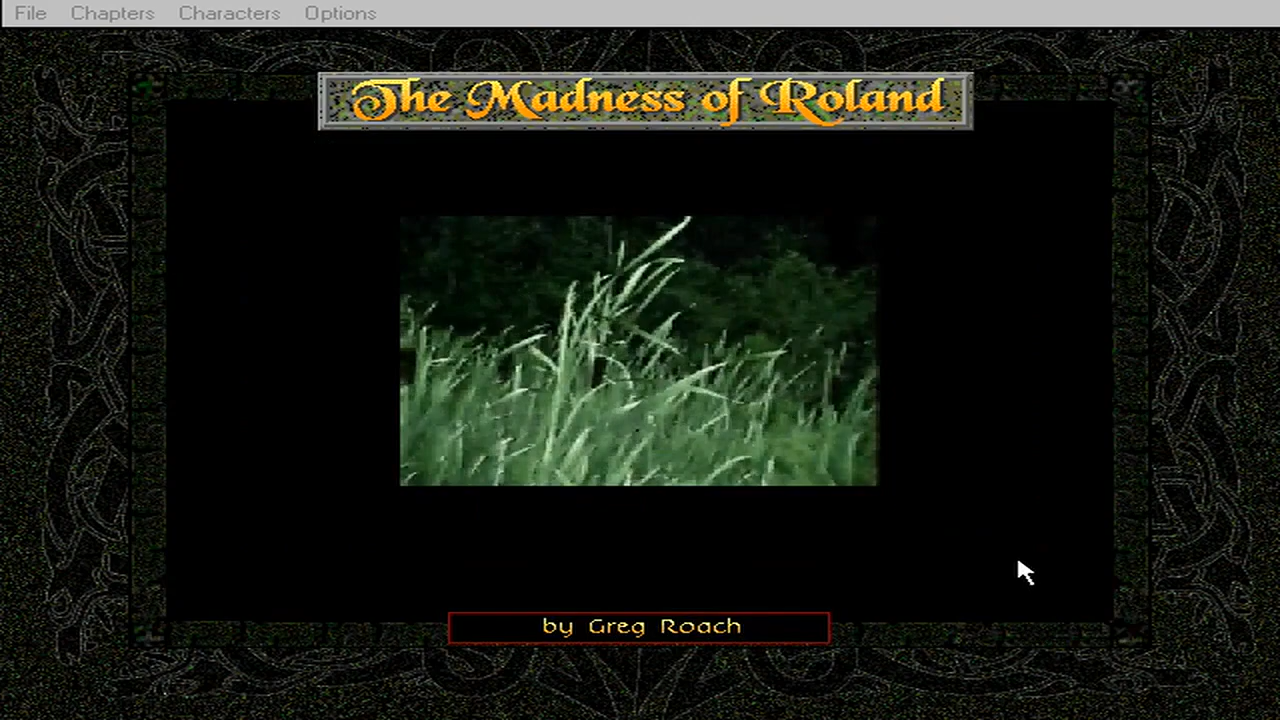 File Chapters Characters Options
The Madness of Roland
by Greg Roach